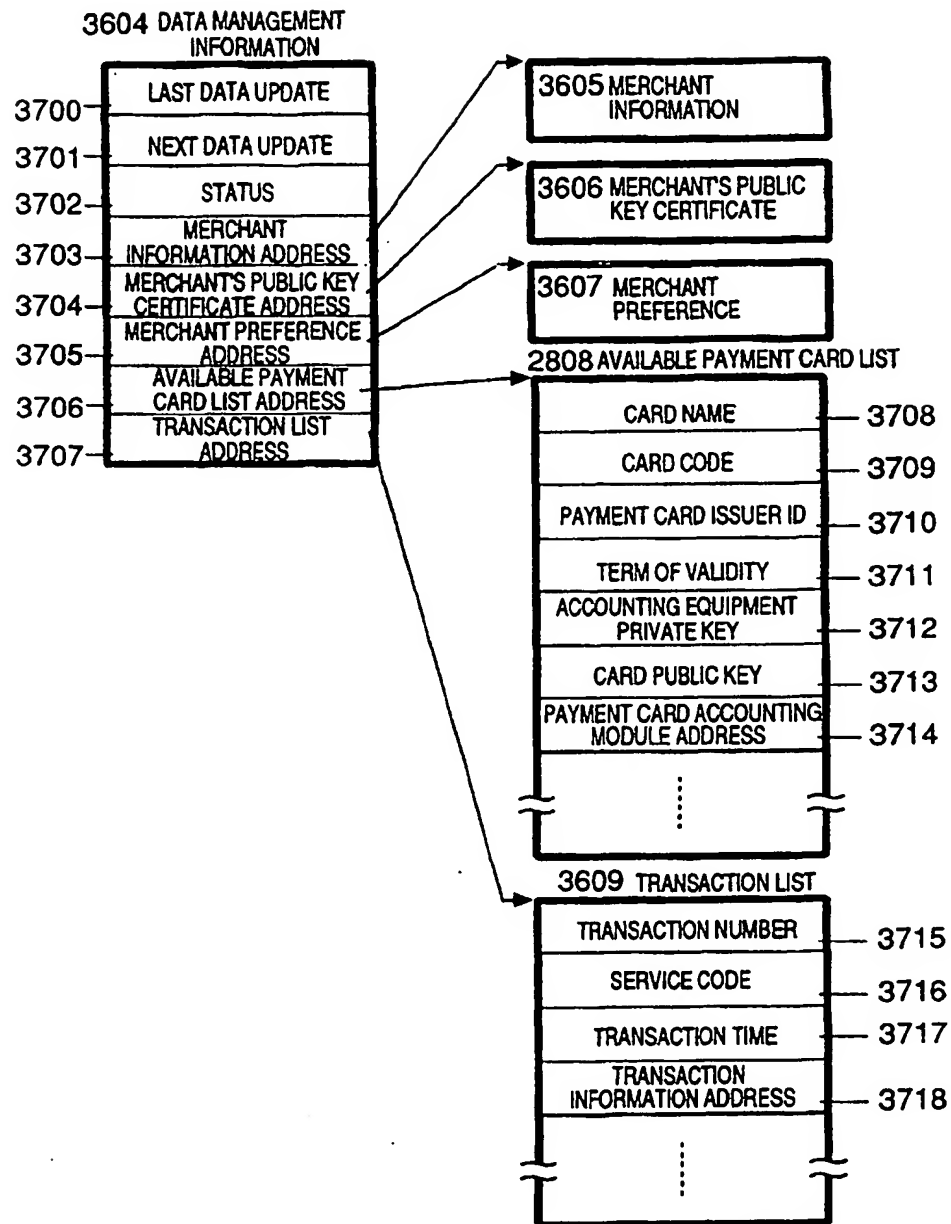 3604 DATA MANAGEMENT
INFORMATION
3700
LAST DATA UPDATE
3701
NEXT DATA UPDATE
3702
STATUS
3703
MERCHANT
INFORMATION ADDRESS
3704
MERCHANT'S PUBLIC KEY
CERTIFICATE ADDRESS
3705
MERCHANT PREFERENCE
ADDRESS
3706
AVAILABLE PAYMENT
CARD LIST ADDRESS
3707
TRANSACTION LIST
ADDRESS
3605 MERCHANT
INFORMATION
3606 MERCHANT'S PUBLIC
KEY CERTIFICATE
3607 MERCHANT
PREFERENCE
2808 AVAILABLE PAYMENT CARD LIST
CARD NAME
3708
CARD CODE
3709
PAYMENT CARD ISSUER ID
3710
TERM OF VALIDITY
3711
ACCOUNTING EQUIPMENT
PRIVATE KEY
3712
CARD PUBLIC KEY
3713
PAYMENT CARD ACCOUNTING
MODULE ADDRESS
3714
3609 TRANSACTION LIST
TRANSACTION NUMBER
3715
SERVICE CODE
3716
TRANSACTION TIME
3717
TRANSACTION
INFORMATION ADDRESS
3718